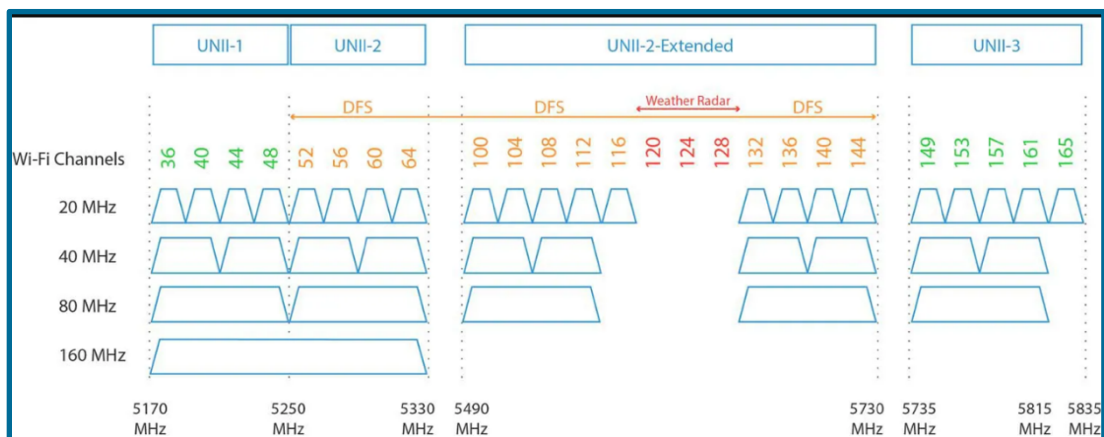 UNII-1 UNII-2 UNII-2-Extended UNII-3
DFS DFS Weather Radar DFS
Wi-Fi Channels 36 40 44 48 52 56 60 64 100 104 108 112 116 120 124 128 132 136 140 144 149 153 157 161 165
20 MHz
40 MHz
80 MHz
160 MHz
5170 5250 5330 5490 5730 5735 5815 5835
MHz MHz MHz MHz MHz MHz MHz MHz